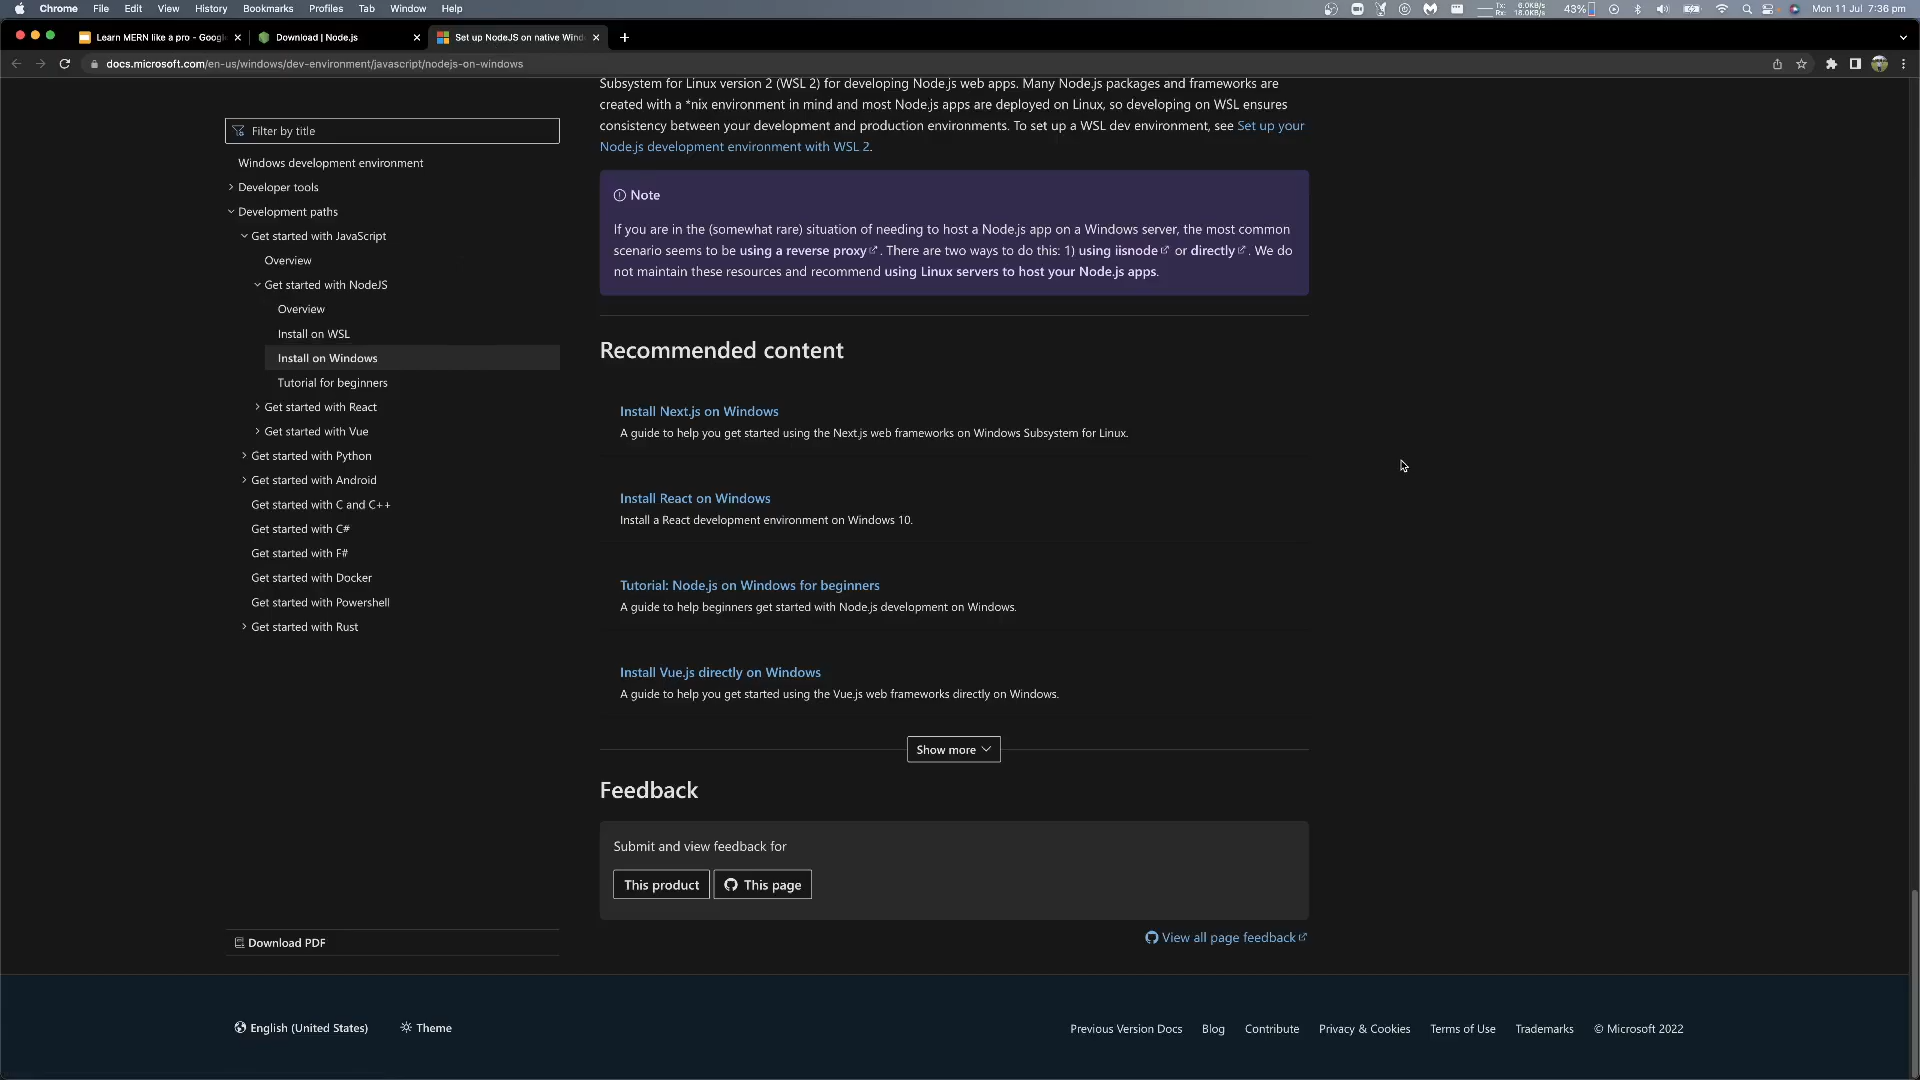 Chrome File Edit View History Bookmarks Profiles Tab Window Help
Tx: 6.0KB/s
Rx: 18.0KB/s
43%
Mon 11 Jul 7:36 pm
Learn MERN like a pro - Google
Download | Node.js
Set up NodeJS on native Wind
docs.microsoft.com/en-us/windows/dev-environment/javascript/nodejs-on-windows
Filter by title
Windows development environment
Developer tools
Development paths
Get started with JavaScript
Overview
Get started with NodeJS
Overview
Install on WSL
Install on Windows
Tutorial for beginners
Get started with React
Get started with Vue
Get started with Python
Get started with Android
Get started with C and C++
Get started with C#
Get started with F#
Get started with Docker
Get started with Powershell
Get started with Rust
Download PDF
Subsystem for Linux version 2 (WSL 2) for developing Node.js web apps. Many Node.js packages and frameworks are
created with a *nix environment in mind and most Node.js apps are deployed on Linux, so developing on WSL ensures
consistency between your development and production environments. To set up a WSL dev environment, see Set up your
Node.js development environment with WSL 2.
Note
If you are in the (somewhat rare) situation of needing to host a Node.js app on a Windows server, the most common
scenario seems to be using a reverse proxy. There are two ways to do this: 1) using iisnode or directly. We do
not maintain these resources and recommend using Linux servers to host your Node.js apps.
Recommended content
Install Next.js on Windows
A guide to help you get started using the Next.js web frameworks on Windows Subsystem for Linux.
Install React on Windows
Install a React development environment on Windows 10.
Tutorial: Node.js on Windows for beginners
A guide to help beginners get started with Node.js development on Windows.
Install Vue.js directly on Windows
A guide to help you get started using the Vue.js web frameworks directly on Windows.
Show more
Feedback
Submit and view feedback for
This product This page
View all page feedback
English (United States) Theme
Previous Version Docs Blog Contribute Privacy & Cookies Terms of Use Trademarks © Microsoft 2022